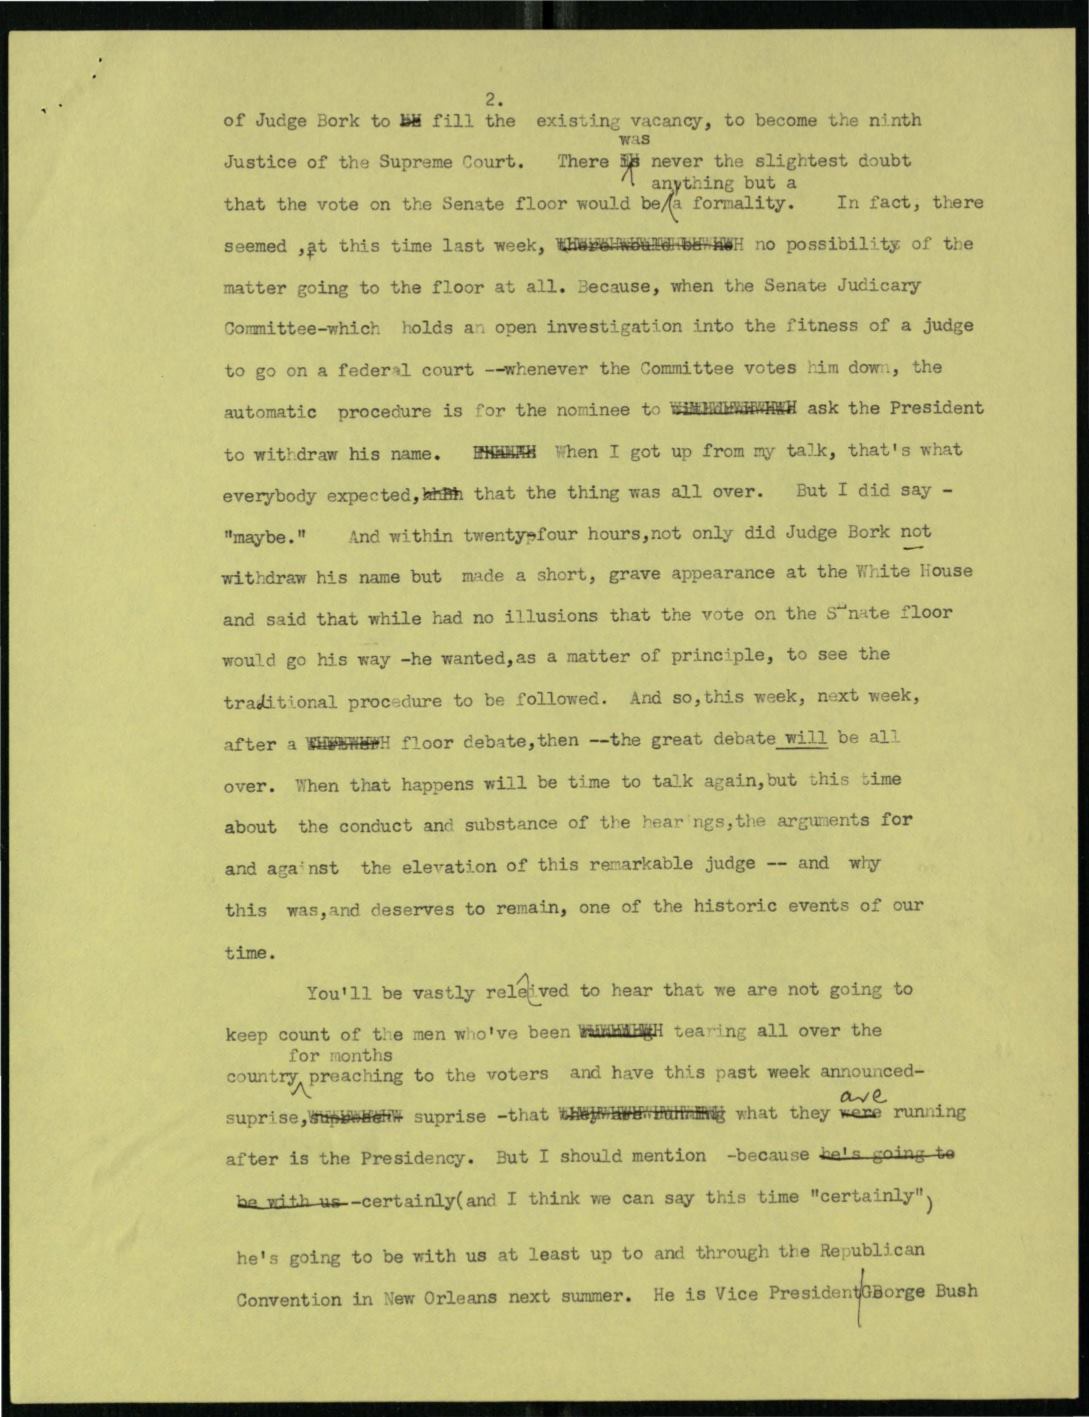 2.
of Judge Bork to fill the existing vacancy, to become the ninth
was
Justice of the Supreme Court. There is never the slightest doubt
anything but a
that the vote on the Senate floor would be a formality. In fact, there
seemed ,at this time last week, there would be no no possibility of the
matter going to the floor at all. Because, when the Senate Judicary
Committee-which holds an open investigation into the fitness of a judge
to go on a federal court --whenever the Committee votes him down, the
automatic procedure is for the nominee to ask the President
to withdraw his name. When I got up from my talk, that's what
everybody expected, that the thing was all over. But I did say -
"maybe." And within twenty-four hours,not only did Judge Bork not
withdraw his name but made a short, grave appearance at the White House
and said that while had no illusions that the vote on the Senate floor
would go his way -he wanted,as a matter of principle, to see the
traditional procedure to be followed. And so,this week, next week,
after a floor debate,then --the great debate will be all
over. When that happens will be time to talk again,but this time
about the conduct and substance of the hearings,the arguments for
and against the elevation of this remarkable judge -- and why
this was,and deserves to remain, one of the historic events of our
time.
You'll be vastly releived to hear that we are not going to
keep count of the men who've been running tearing all over the
for months
country preaching to the voters and have this past week announced-
are
suprise, suprise -that they are running what they were running
after is the Presidency. But I should mention -because he's going to
be with us -certainly(and I think we can say this time "certainly")
he's going to be with us at least up to and through the Republican
Convention in New Orleans next summer. He is Vice President George Bush